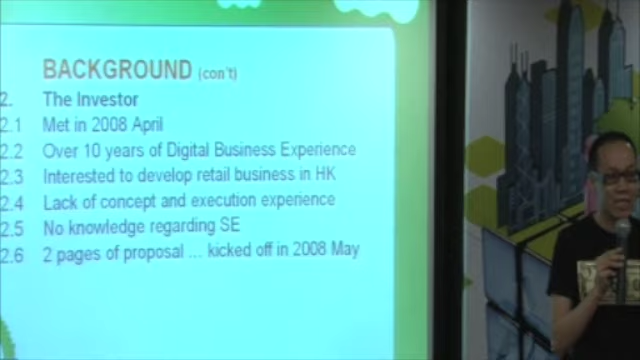 BACKGROUND (con't)
2. The Investor
2.1 Met in 2008 April
2.2 Over 10 years of Digital Business Experience
2.3 Interested to develop retail business in HK
2.4 Lack of concept and execution experience
2.5 No knowledge regarding SE
2.6 2 pages of proposal ... kicked off in 2008 May